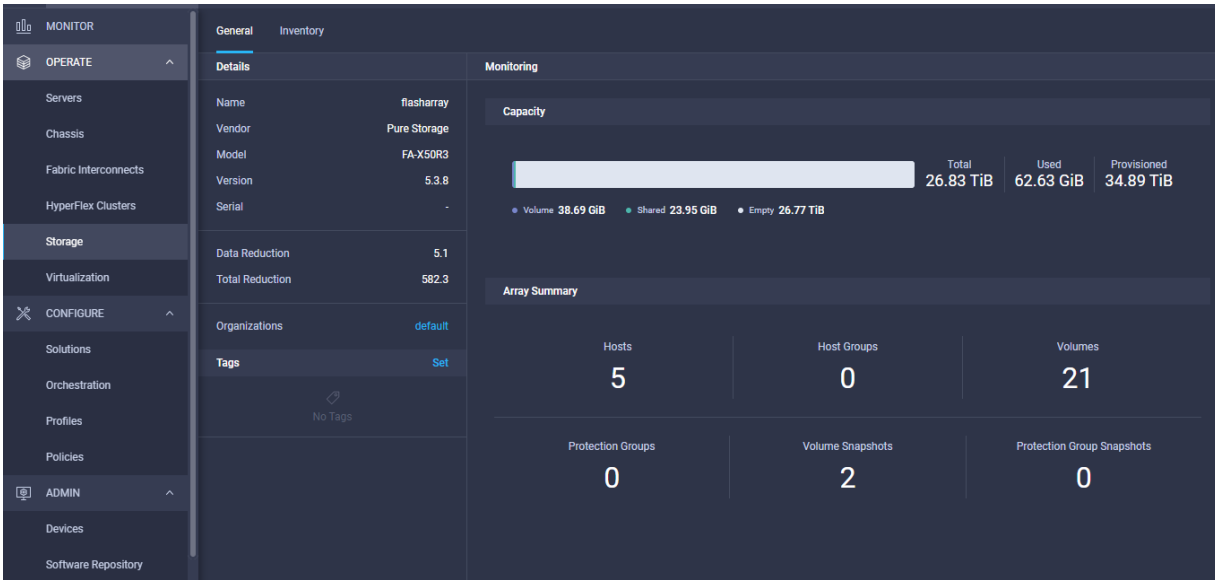 MONITOR
OPERATE
Servers
Chassis
Fabric Interconnects
HyperFlex Clusters
Storage
Virtualization
CONFIGURE
Solutions
Orchestration
Profiles
Policies
ADMIN
Devices
Software Repository
General Inventory
Details
Name flasharray
Vendor Pure Storage
Model FA-X50R3
Version 5.3.8
Serial -
Data Reduction 5.1
Total Reduction 582.3
Organizations default
Tags Set
No Tags
Monitoring
Capacity
Total Used Provisioned
26.83 TiB 62.63 GiB 34.89 TiB
Volume 38.69 GiB Shared 23.95 GiB Empty 26.77 TiB
Array Summary
Hosts Host Groups Volumes
5 0 21
Protection Groups Volume Snapshots Protection Group Snapshots
0 2 0